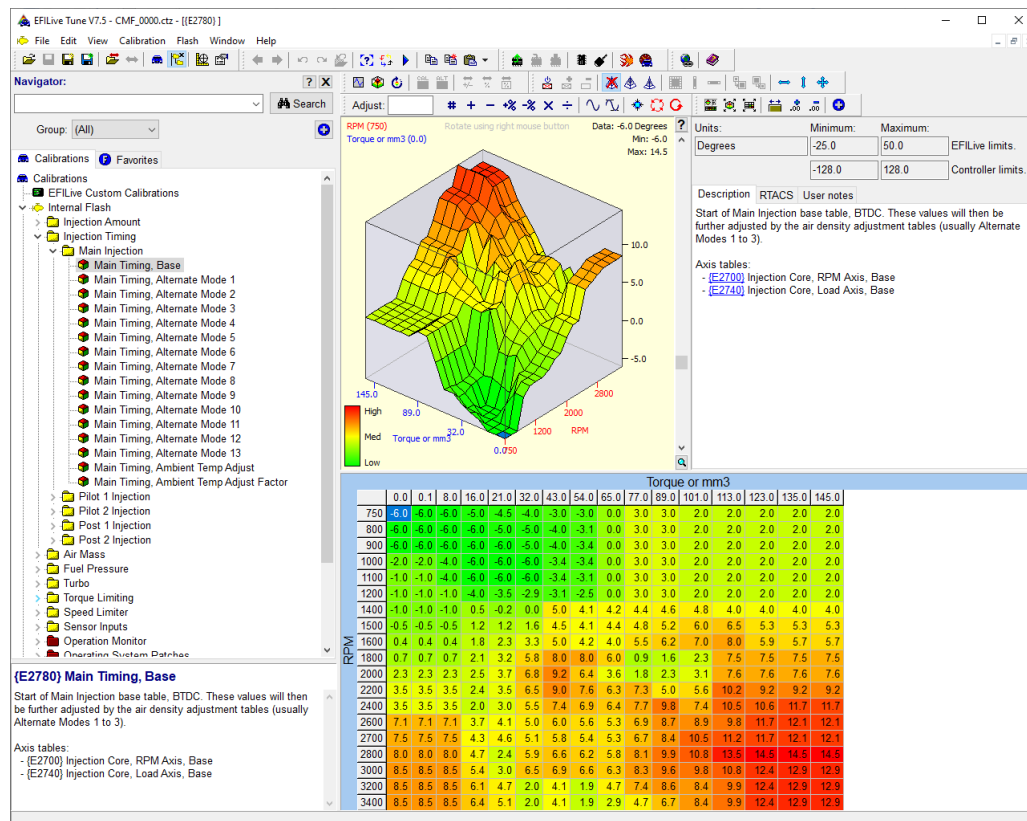 EFILive Tune V7.5 - CMF_0000.ctz - [{E2780} ]
File Edit View Calibration Flash Window Help
Navigator:
Search
Group: (All)
Calibrations Favorites
Calibrations
EFILive Custom Calibrations
Internal Flash
Injection Amount
Injection Timing
Main Injection
Main Timing, Base
Main Timing, Alternate Mode 1
Main Timing, Alternate Mode 2
Main Timing, Alternate Mode 3
Main Timing, Alternate Mode 4
Main Timing, Alternate Mode 5
Main Timing, Alternate Mode 6
Main Timing, Alternate Mode 7
Main Timing, Alternate Mode 8
Main Timing, Alternate Mode 9
Main Timing, Alternate Mode 10
Main Timing, Alternate Mode 11
Main Timing, Alternate Mode 12
Main Timing, Alternate Mode 13
Main Timing, Ambient Temp Adjust
Main Timing, Ambient Temp Adjust Factor
Pilot 1 Injection
Pilot 2 Injection
Post 1 Injection
Post 2 Injection
Air Mass
Fuel Pressure
Turbo
Torque Limiting
Speed Limiter
Sensor Inputs
Operation Monitor
Operating System Patches
{E2780} Main Timing, Base
Start of Main Injection base table, BTDC. These values will then
be further adjusted by the air density adjustment tables (usually
Alternate Modes 1 to 3).
Axis tables:
- {E2700} Injection Core, RPM Axis, Base
- {E2740} Injection Core, Load Axis, Base
Adjust:
RPM (750) Rotate using right mouse button Data: -6.0 Degrees
Torque or mm3 (0.0) Min: -6.0
Max: 14.5
10.0
5.0
0.0
-5.0
145.0
89.0
32.0
0.0
750
1200
2000
2800
Torque or mm3
RPM
High
Med
Low
Units: Minimum: Maximum:
Degrees -25.0 50.0 EFILive limits.
-128.0 128.0 Controller limits.
Description RTACS User notes
Start of Main Injection base table, BTDC. These values will then be
further adjusted by the air density adjustment tables (usually Alternate
Modes 1 to 3).
Axis tables:
- {E2700} Injection Core, RPM Axis, Base
- {E2740} Injection Core, Load Axis, Base
Torque or mm3
RPM
0.0 0.1 8.0 16.0 21.0 32.0 43.0 54.0 65.0 77.0 89.0 101.0 113.0 123.0 135.0 145.0
750 -6.0 -6.0 -6.0 -5.0 -4.5 -4.0 -3.0 -3.0 0.0 3.0 3.0 2.0 2.0 2.0 2.0 2.0
800 -6.0 -6.0 -6.0 -6.0 -5.0 -5.0 -4.0 -3.1 0.0 3.0 3.0 2.0 2.0 2.0 2.0 2.0
900 -6.0 -6.0 -6.0 -6.0 -6.0 -5.0 -4.0 -3.4 0.0 3.0 3.0 2.0 2.0 2.0 2.0 2.0
1000 -2.0 -2.0 -4.0 -6.0 -6.0 -6.0 -3.4 -3.4 0.0 3.0 3.0 2.0 2.0 2.0 2.0 2.0
1100 -1.0 -1.0 -4.0 -6.0 -6.0 -6.0 -3.4 -3.1 0.0 3.0 3.0 2.0 2.0 2.0 2.0 2.0
1200 -1.0 -1.0 -1.0 -4.0 -3.5 -2.9 -3.1 -2.5 0.0 3.0 3.0 2.0 2.0 2.0 2.0 2.0
1400 -1.0 -1.0 -1.0 0.5 -0.2 0.0 5.0 4.1 4.2 4.4 4.6 4.8 4.0 4.0 4.0 4.0
1500 -0.5 -0.5 -0.5 1.2 1.2 1.6 4.5 4.1 4.4 4.8 5.2 6.0 6.5 5.3 5.3 5.3
1600 0.4 0.4 0.4 1.8 2.3 3.3 5.0 4.2 4.0 5.5 6.2 7.0 8.0 5.9 5.7 5.7
1800 0.7 0.7 0.7 2.1 3.2 5.8 8.0 8.0 6.0 0.9 1.6 2.3 7.5 7.5 7.5 7.5
2000 2.3 2.3 2.3 2.5 3.7 6.8 9.2 6.4 3.6 1.8 2.3 3.1 7.6 7.6 7.6 7.6
2200 3.5 3.5 3.5 2.4 3.5 6.5 9.0 7.6 6.3 7.3 5.0 5.6 10.2 9.2 9.2 9.2
2400 3.5 3.5 3.5 2.0 3.0 5.5 7.4 6.9 6.4 7.7 9.8 7.4 10.5 10.6 11.7 11.7
2600 7.1 7.1 7.1 3.7 4.1 5.0 6.0 5.6 5.3 6.9 8.7 8.9 9.8 11.7 12.1 12.1
2700 7.5 7.5 7.5 4.3 4.6 5.1 5.8 5.4 5.3 6.7 8.4 10.5 11.2 11.7 12.1 12.1
2800 8.0 8.0 8.0 4.7 2.4 5.9 6.6 6.2 5.8 8.1 9.9 10.8 13.5 14.5 14.5 14.5
3000 8.5 8.5 8.5 5.4 3.0 6.5 6.9 6.6 6.3 8.3 9.6 9.8 10.8 12.4 12.9 12.9
3200 8.5 8.5 8.5 6.1 4.7 2.0 4.1 1.9 4.7 7.4 8.6 8.4 9.9 12.4 12.9 12.9
3400 8.5 8.5 8.5 6.4 5.1 2.0 4.1 1.9 2.9 4.7 6.7 8.4 9.9 12.4 12.9 12.9